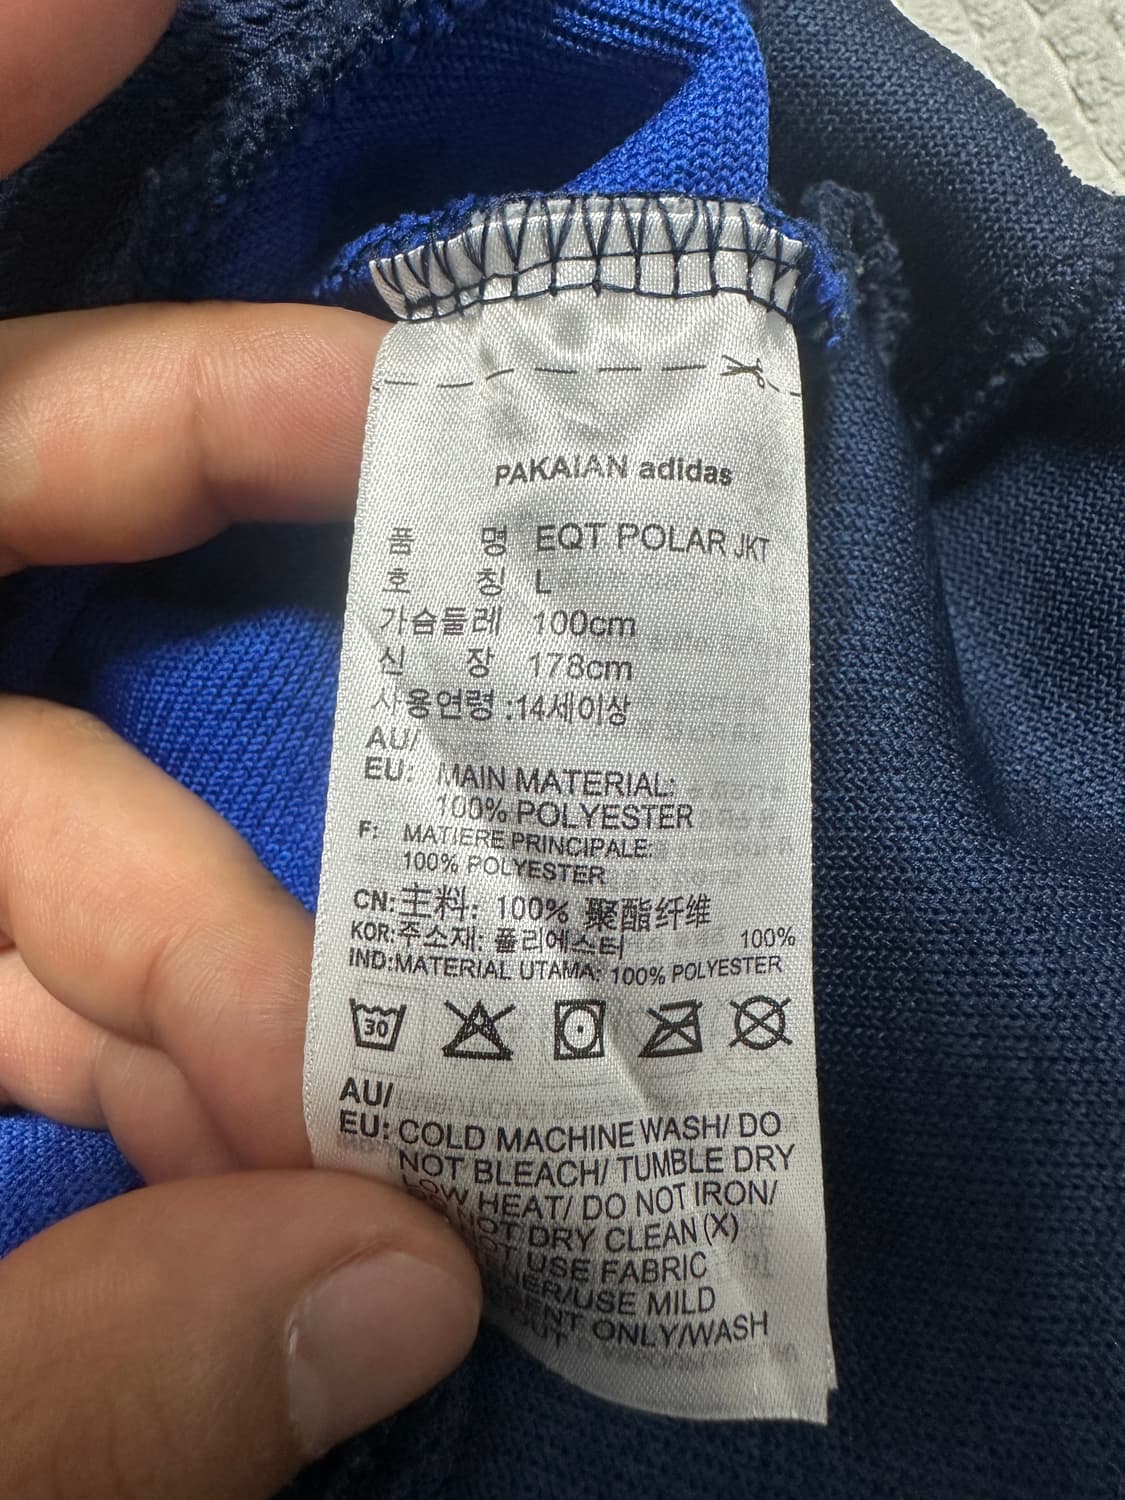 PAKAIAN adidas
품 명 EQT POLAR JKT
호 칭 L
가슴둘레 100cm
신 장 178cm
사용연령 :14세이상
AU/
EU: MAIN MATERIAL:
100% POLYESTER
F: MATIERE PRINCIPALE:
100% POLYESTER
CN:主料: 100% 聚酯纤维
KOR:주소재: 폴리에스터 100%
IND:MATERIAL UTAMA: 100% POLYESTER
30
AU/
EU: COLD MACHINE WASH/ DO
NOT BLEACH/ TUMBLE DRY
LOW HEAT/ DO NOT IRON/
NOT DRY CLEAN (X)
USE FABRIC
USE MILD
ONLY/WASH
OUT